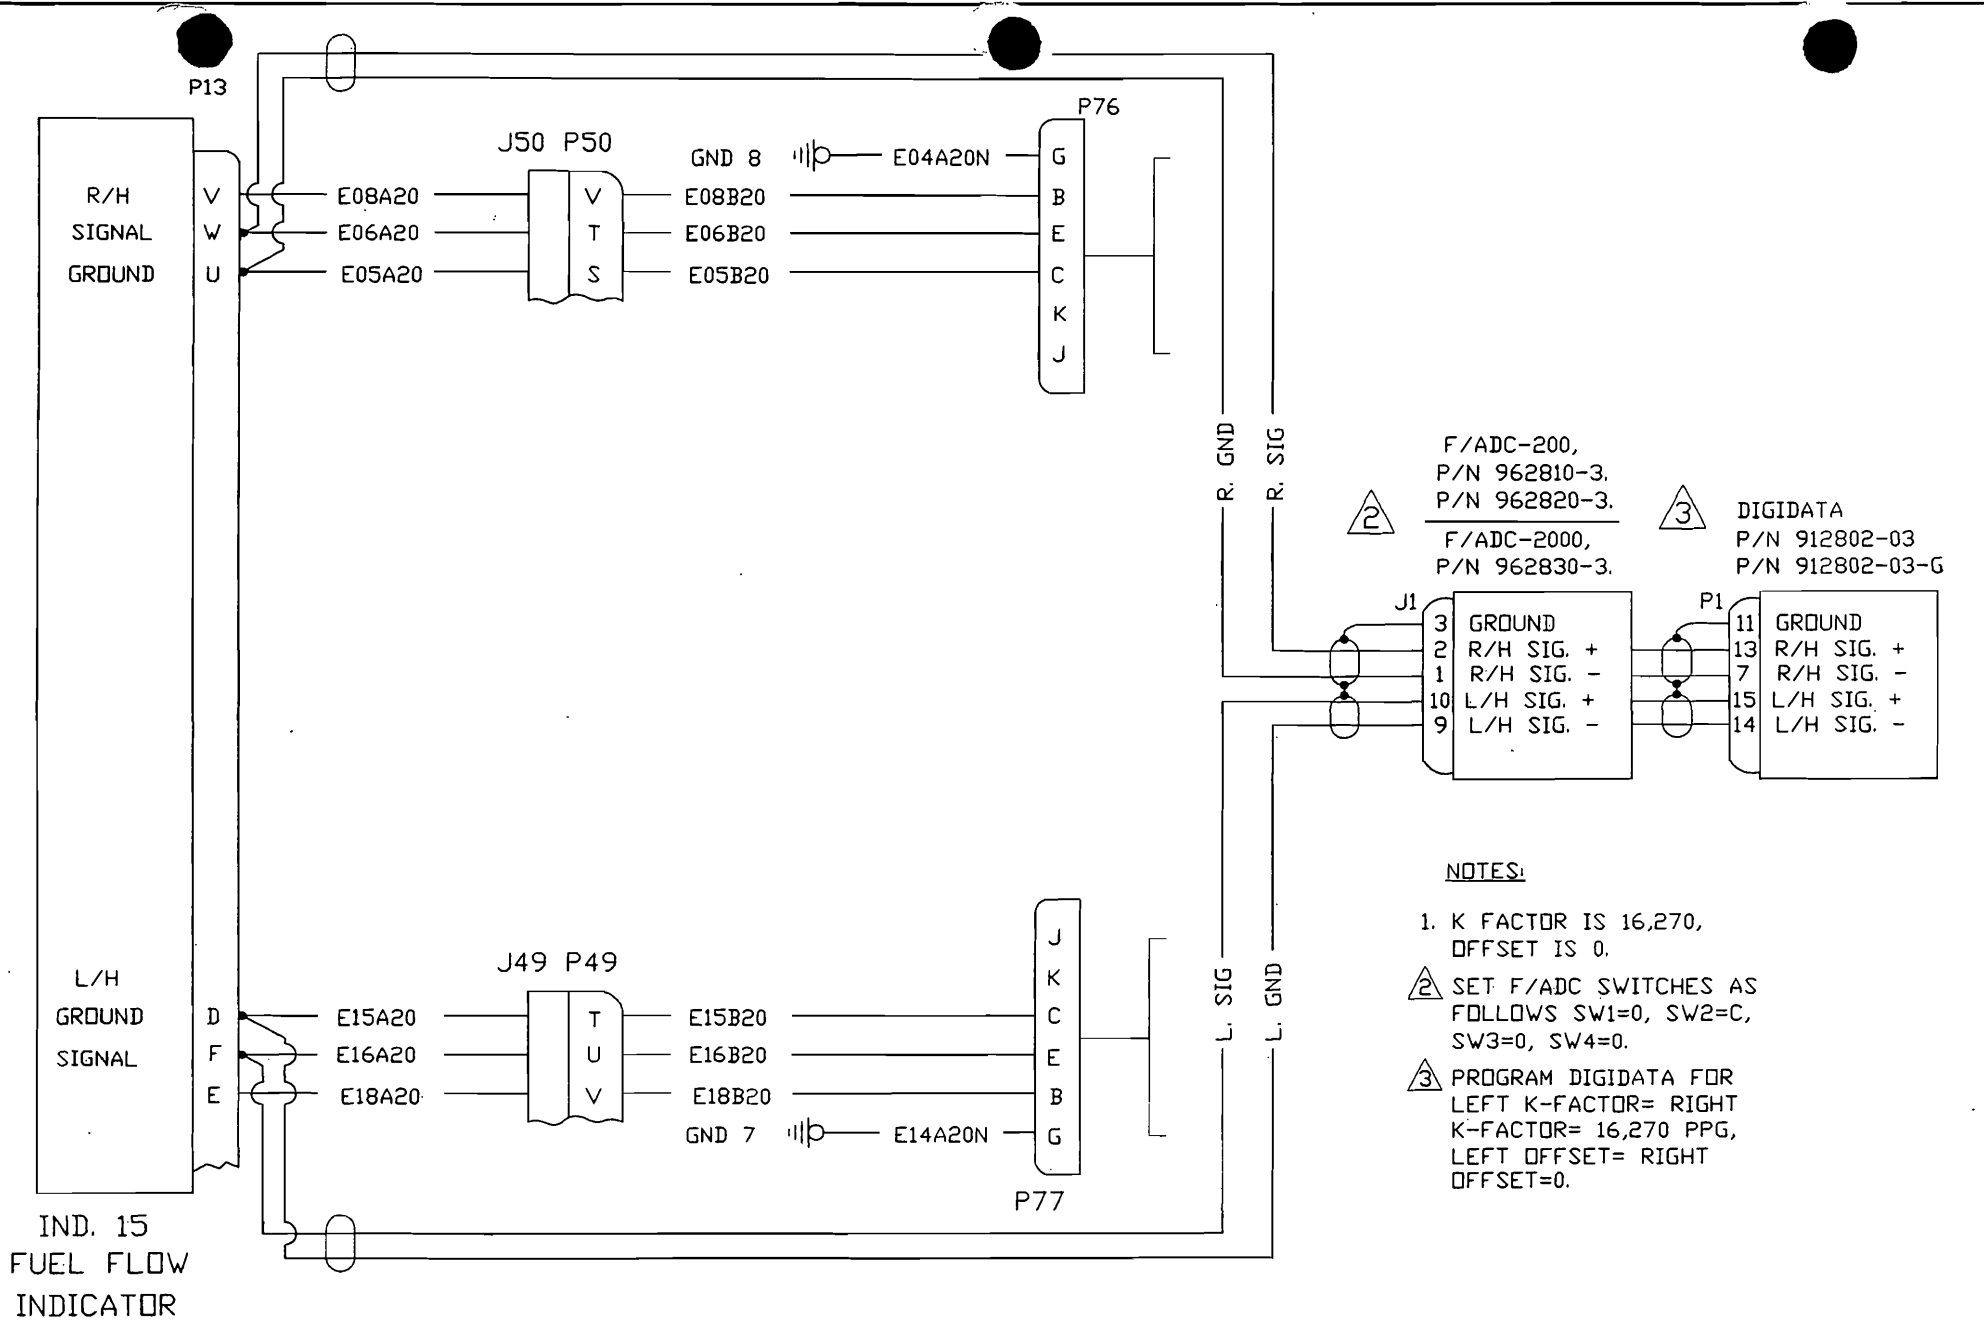 P13
P76
J50 P50
GND 8 E04A20N G
R/H V E08A20 V E08B20 B
SIGNAL W E06A20 T E06B20 E
GROUND U E05A20 S E05B20 C
K
J
R. GND
R. SIG
F/ADC-200,
P/N 962810-3.
P/N 962820-3.
F/ADC-2000,
P/N 962830-3.
2
3
DIGIDATA
P/N 912802-03
P/N 912802-03-G
J1
3 GROUND
2 R/H SIG. +
1 R/H SIG. -
10 L/H SIG. +
9 L/H SIG. -
P1
11 GROUND
13 R/H SIG. +
7 R/H SIG. -
15 L/H SIG. +
14 L/H SIG. -
L. SIG
L. GND
J49 P49
J
K
L/H
GROUND D E15A20 T E15B20 C
SIGNAL F E16A20 U E16B20 E
E E18A20 V E18B20 B
GND 7 E14A20N G
P77
IND. 15
FUEL FLOW
INDICATOR
NOTES:
1. K FACTOR IS 16,270,
OFFSET IS 0.
2 SET F/ADC SWITCHES AS
FOLLOWS SW1=0, SW2=C,
SW3=0, SW4=0.
3 PROGRAM DIGIDATA FOR
LEFT K-FACTOR= RIGHT
K-FACTOR= 16,270 PPG,
LEFT OFFSET= RIGHT
OFFSET=0.